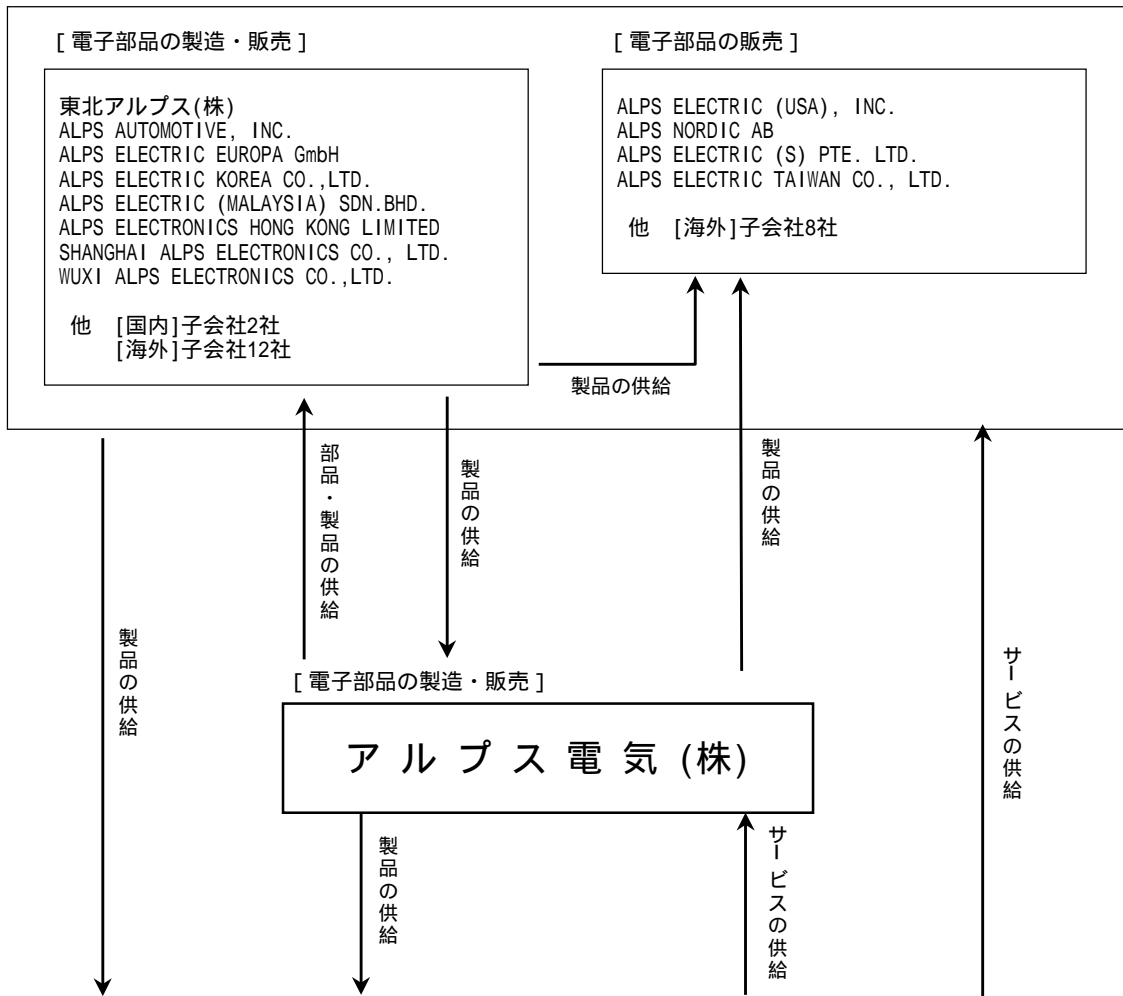 [ 電子部品の製造・販売 ]
東北アルプス(株)
ALPS AUTOMOTIVE, INC.
ALPS ELECTRIC EUROPA GmbH
ALPS ELECTRIC KOREA CO.,LTD.
ALPS ELECTRIC (MALAYSIA) SDN.BHD.
ALPS ELECTRONICS HONG KONG LIMITED
SHANGHAI ALPS ELECTRONICS CO., LTD.
WUXI ALPS ELECTRONICS CO.,LTD.
他 [国内]子会社2社
[海外]子会社12社
[ 電子部品の販売 ]
ALPS ELECTRIC (USA), INC.
ALPS NORDIC AB
ALPS ELECTRIC (S) PTE. LTD.
ALPS ELECTRIC TAIWAN CO., LTD.
他 [海外]子会社8社
製品の供給
部品・製品の供給
製品の供給
製品の供給
製品の供給
サービスの供給
[ 電子部品の製造・販売 ]
アルプス電気(株)
製品の供給
サービスの供給